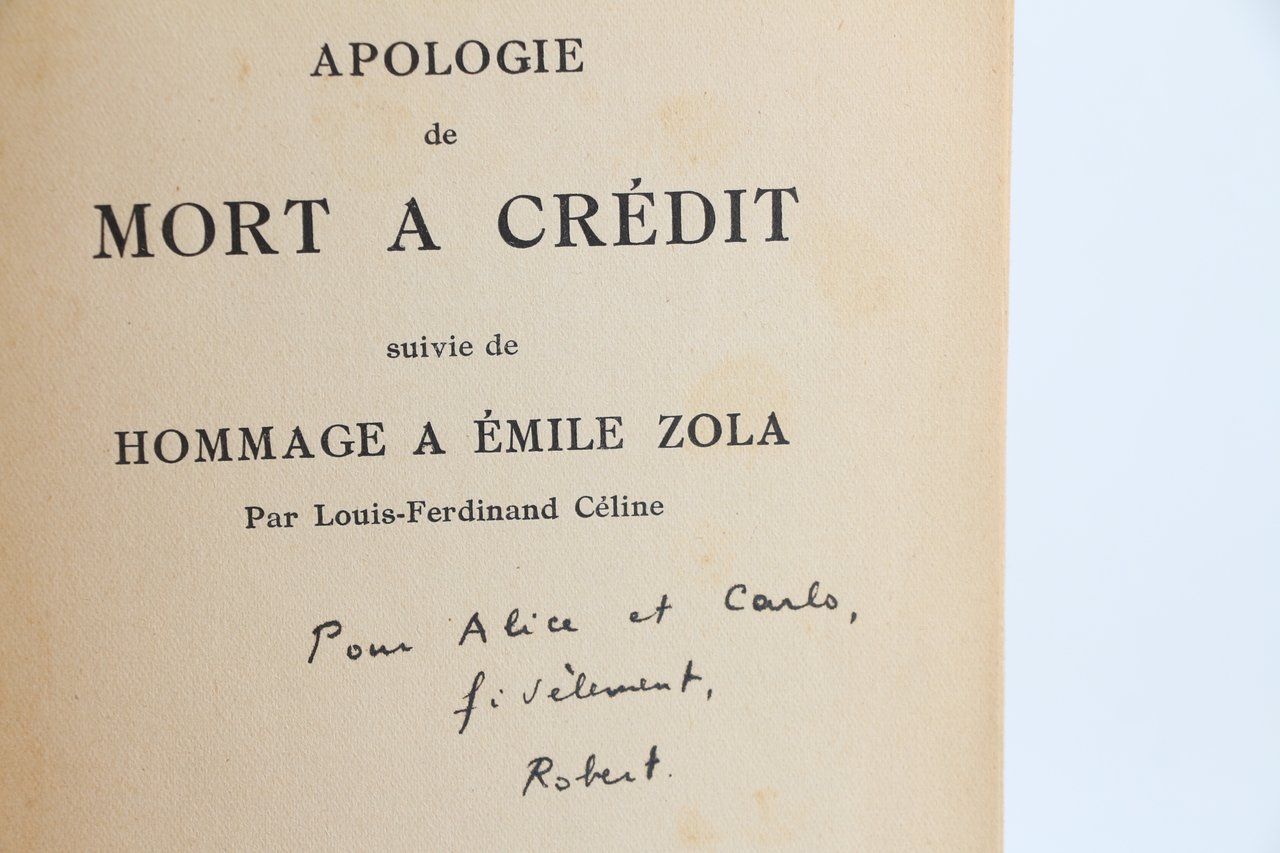 APOLOGIE
de
MORT A CRÉDIT
suivie de
HOMMAGE A ÉMILE ZOLA
Par Louis-Ferdinand Céline
Pour Alice et Carlo,
fidèlement,
Robert.